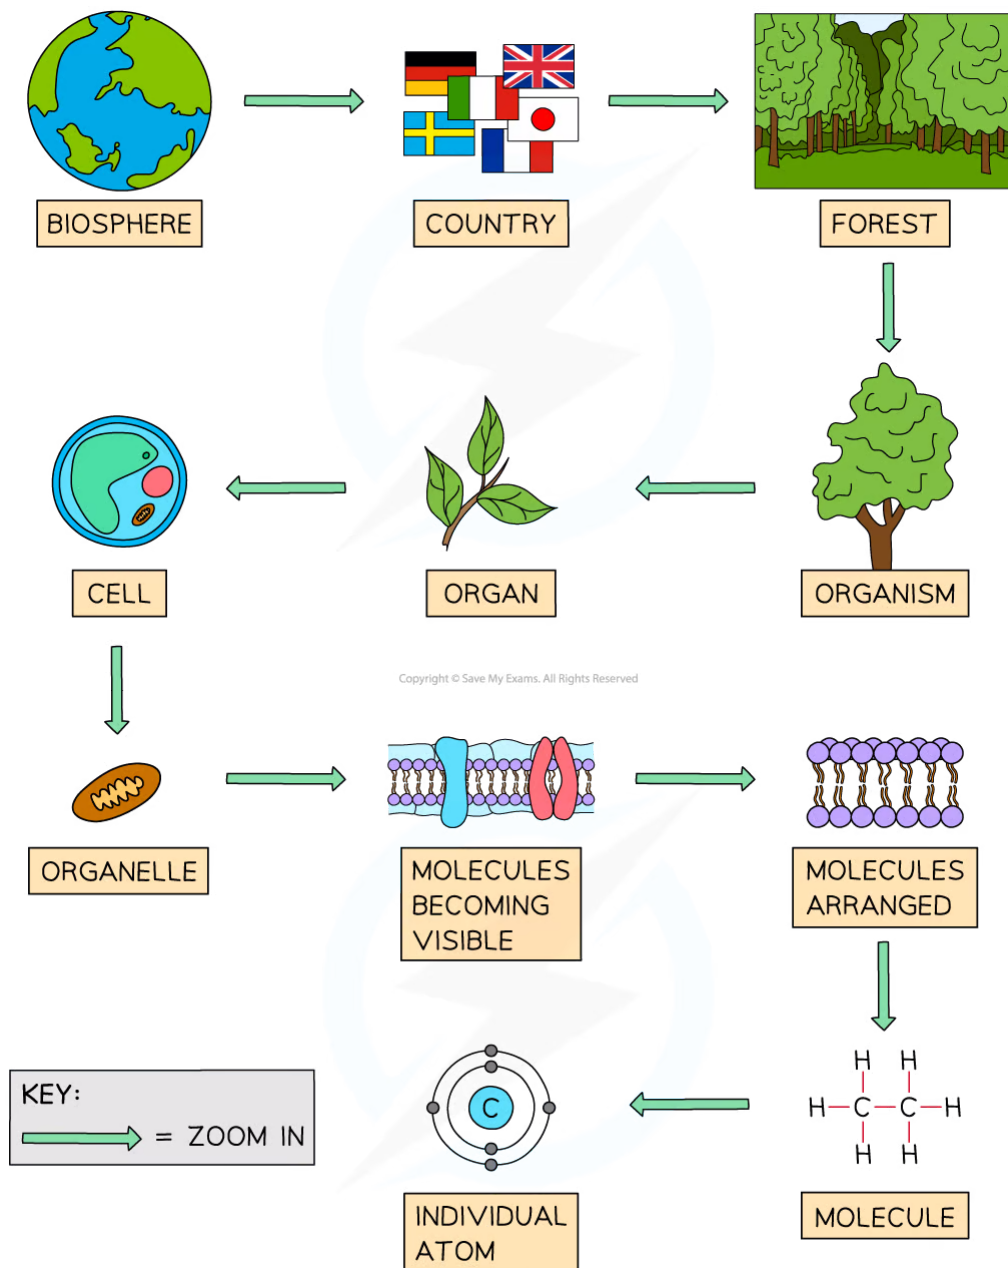 BIOSPHERE
COUNTRY
FOREST
CELL
ORGAN
ORGANISM
Copyright © Save My Exams. All Rights Reserved
ORGANELLE
MOLECULES
BECOMING
VISIBLE
MOLECULES
ARRANGED
KEY:
= ZOOM IN
C
INDIVIDUAL
ATOM
H H
H C C H
H H
MOLECULE